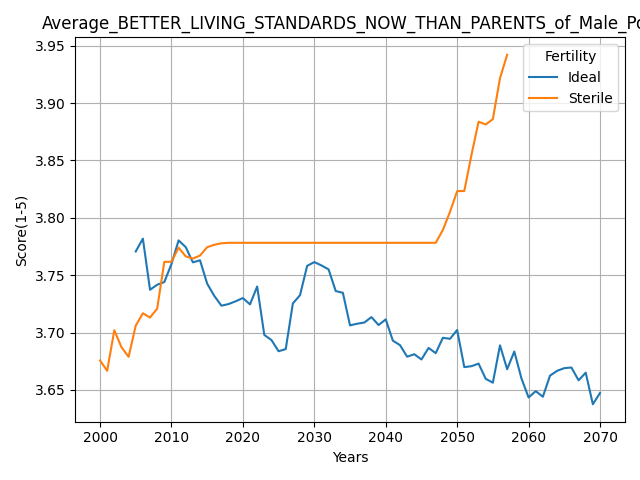 Average_BETTER_LIVING_STANDARDS_NOW_THAN_PARENTS_of_Male_Po
3.95
3.90
3.85
3.80
3.75
3.70
3.65
Score(1-5)
Fertility
Ideal
Sterile
2000 2010 2020 2030 2040 2050 2060 2070
Years